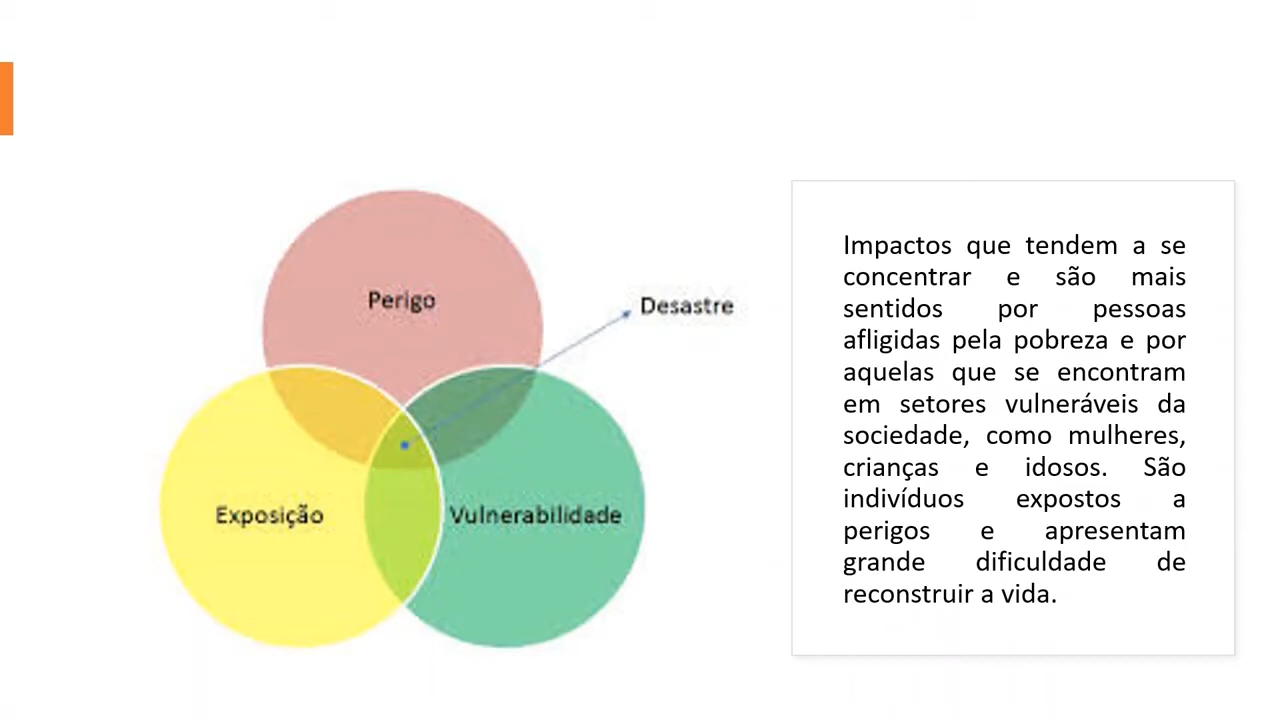 Perigo
Desastre
Exposição
Vulnerabilidade
Impactos que tendem a se
concentrar e são mais
sentidos por pessoas
afligidas pela pobreza e por
aquelas que se encontram
em setores vulneráveis da
sociedade, como mulheres,
crianças e idosos. São
indivíduos expostos a
perigos e apresentam
grande dificuldade de
reconstruir a vida.